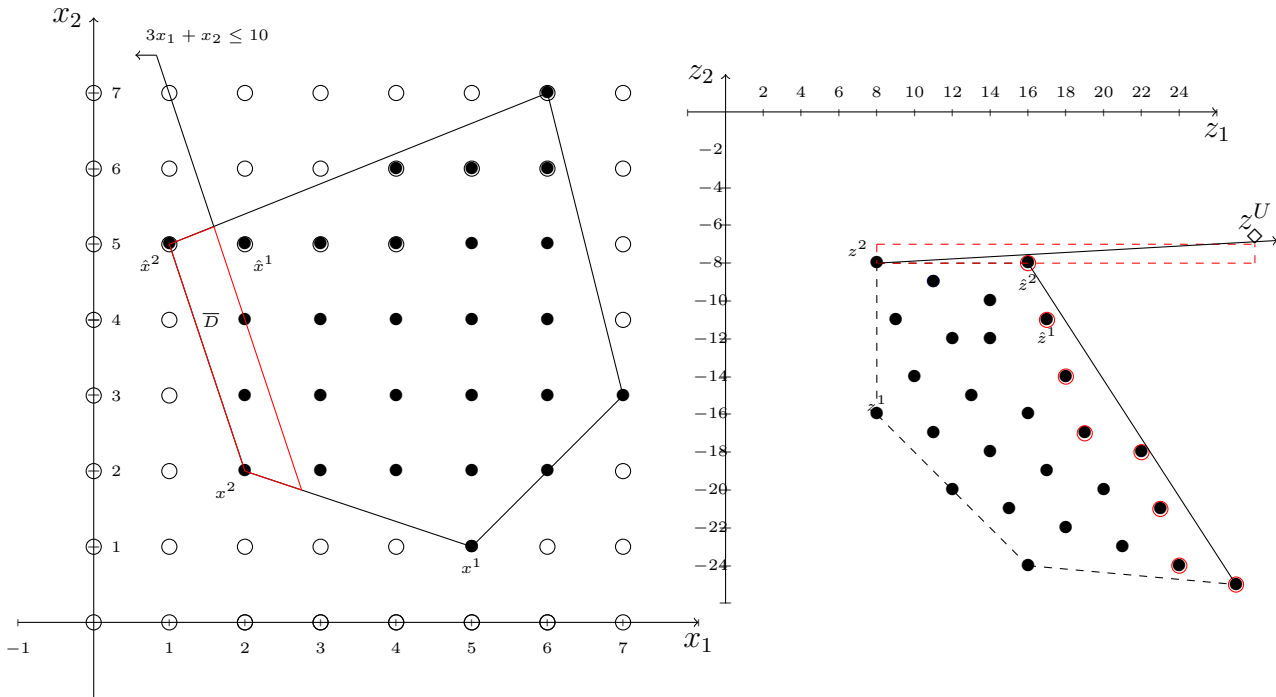 x₂
3x₁ + x₂ ≤ 10
7
6
5
x̂² x̂¹
4
D̅
3
2
x²
1
x¹
x₁
−1 1 2 3 4 5 6 7
z₂
2 4 6 8 10 12 14 16 18 20 22 24
z₁
−2
−4
−6
z^U
z²
−8
ẑ²
−10
ẑ¹
−12
−14
z¹
−16
−18
−20
−22
−24